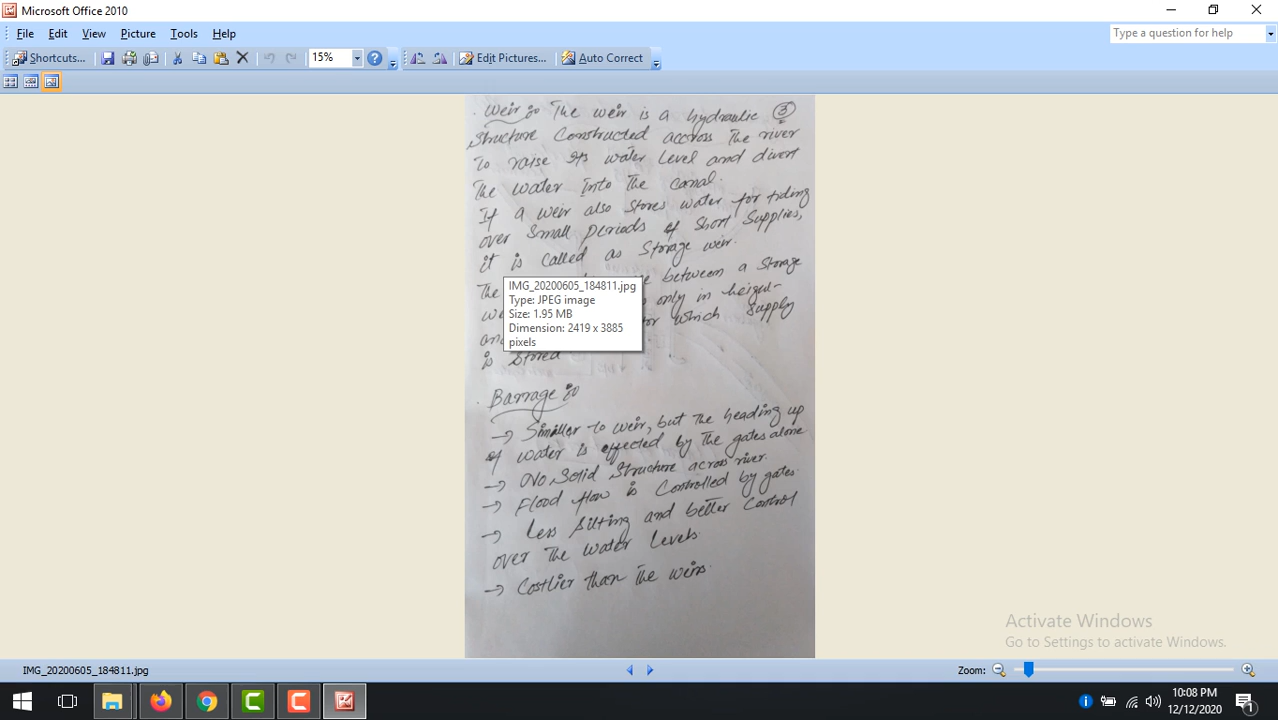 Microsoft Office 2010
File Edit View Picture Tools Help
Type a question for help
Shortcuts... 15% Edit Pictures... Auto Correct
Weir :- The weir is a hydraulic 3
Structure Constructed accross The river
To raise its water Level and divert
The water Into The canal.
If a weir also stores water for tiding
over small periods of Short Supplies,
it is called as Storage weir.
The between a storage
only in heiged-
and for which supply
is stored
IMG_20200605_184811.jpg
Type: JPEG image
Size: 1.95 MB
Dimension: 2419 x 3885
pixels
Barrage :-
→ Similer to weir, but The heading up
of water is effected by The gates alone
→ No Solid Structure across river.
→ Flood flow is Controlled by gates
→ Less silting and better Control
over The water Levels.
→ Costlier than The weirs.
Activate Windows
Go to Settings to activate Windows.
IMG_20200605_184811.jpg
Zoom:
10:08 PM
12/12/2020
1